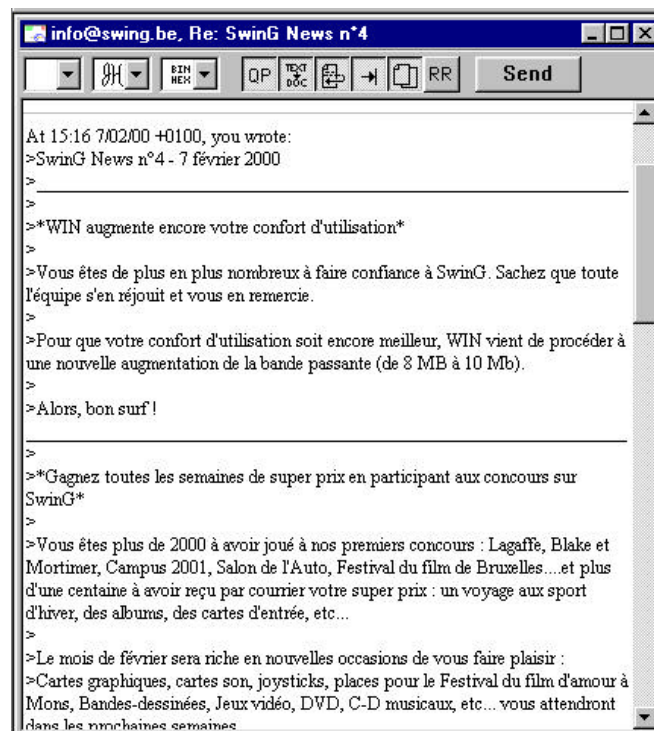 info@swing.be, Re: SwinG News n°4
BIN HEX QP TEXT DOC RR Send
At 15:16 7/02/00 +0100, you wrote:
>SwinG News n°4 - 7 février 2000
>
>
>*WIN augmente encore votre confort d'utilisation*
>
>Vous êtes de plus en plus nombreux à faire confiance à SwinG. Sachez que toute
l'équipe s'en réjouit et vous en remercie.
>
>Pour que votre confort d'utilisation soit encore meilleur, WIN vient de procéder à
une nouvelle augmentation de la bande passante (de 8 MB à 10 Mb).
>
>Alors, bon surf !
>
>*Gagnez toutes les semaines de super prix en participant aux concours sur
SwinG*
>
>Vous êtes plus de 2000 à avoir joué à nos premiers concours : Lagaffe, Blake et
Mortimer, Campus 2001, Salon de l'Auto, Festival du film de Bruxelles....et plus
d'une centaine à avoir reçu par courrier votre super prix : un voyage aux sport
d'hiver, des albums, des cartes d'entrée, etc...
>
>Le mois de février sera riche en nouvelles occasions de vous faire plaisir :
>Cartes graphiques, cartes son, joysticks, places pour le Festival du film d'amour à
Mons, Bandes-dessinées, Jeux vidéo, DVD, C-D musicaux, etc... vous attendront
dans les prochaines semaines